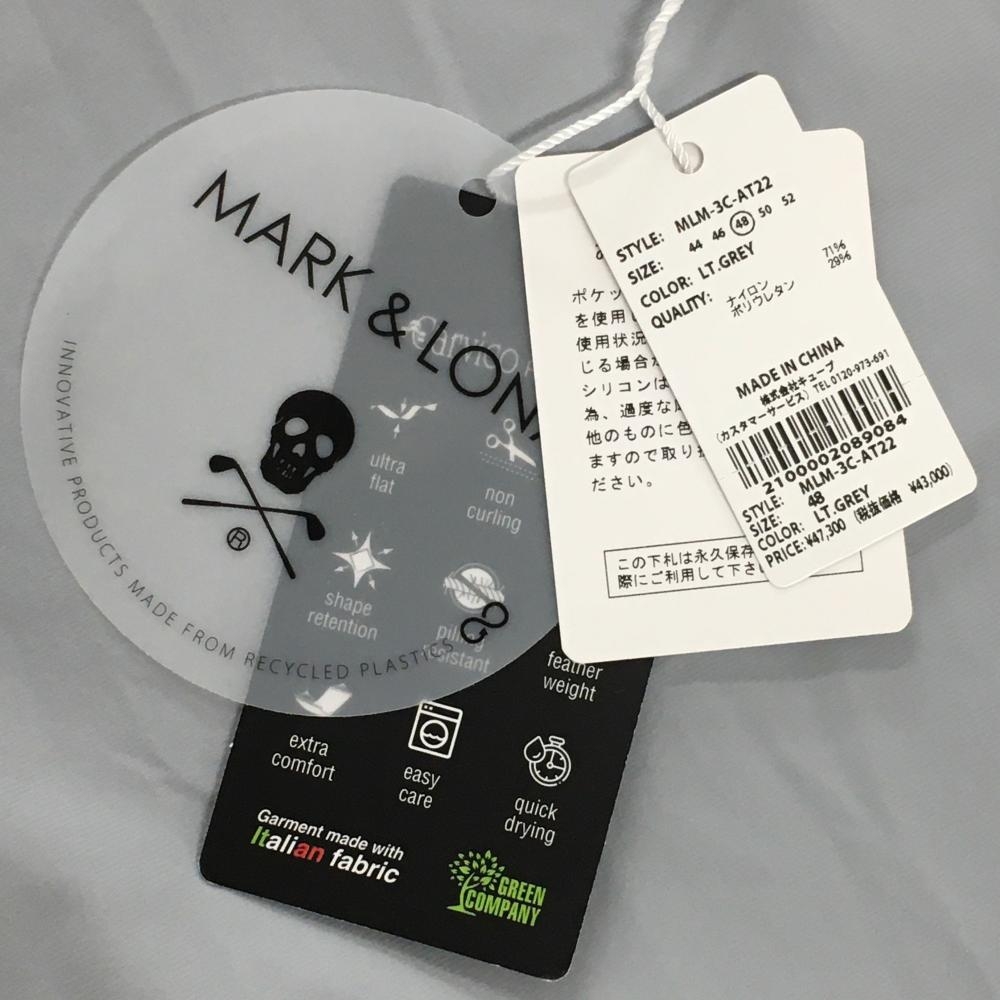 MARK & LON
®
INNOVATIVE PRODUCTS MADE FROM RECYCLED PLASTICS
Carvico
ultra
flat
non
curling
shape
retention
pilling
resistant
feather
weight
extra
comfort
easy
care
quick
drying
Garment made with
Italian fabric
GREEN
COMPANY
ポケッ
を使用
使用状況
じる場合
シリコンは
為、過度な
他のものに色
ますので取り
ださい。
この下札は永久保存
際にご利用して下さ
STYLE: MLM-3C-AT22
SIZE: 44 46 48 50 52
COLOR: LT.GREY
QUALITY: ナイロン 71%
ポリウレタン 29%
MADE IN CHINA
株式会社キューブ
(カスタマーサービス) TEL 0120-973-691
2100002089084
STYLE: MLM-3C-AT22
SIZE: 48
COLOR: LT.GREY
PRICE: ¥47,300 (税抜価格 ¥43,000)